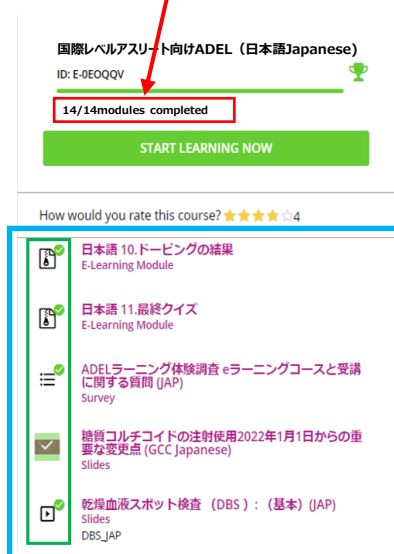 国際レベルアスリート向けADEL（日本語Japanese)
ID: E-0EOQQV
14/14modules completed
START LEARNING NOW
How would you rate this course? 4
日本語 10.ドーピングの結果
E-Learning Module
日本語 11.最終クイズ
E-Learning Module
ADELラーニング体験調査 eラーニングコースと受講
に関する質問 (JAP)
Survey
糖質コルチコイドの注射使用2022年1月1日からの重
要な変更点 (GCC Japanese)
Slides
乾燥血液スポット検査 （DBS ）: （基本）(JAP)
Slides
DBS_JAP